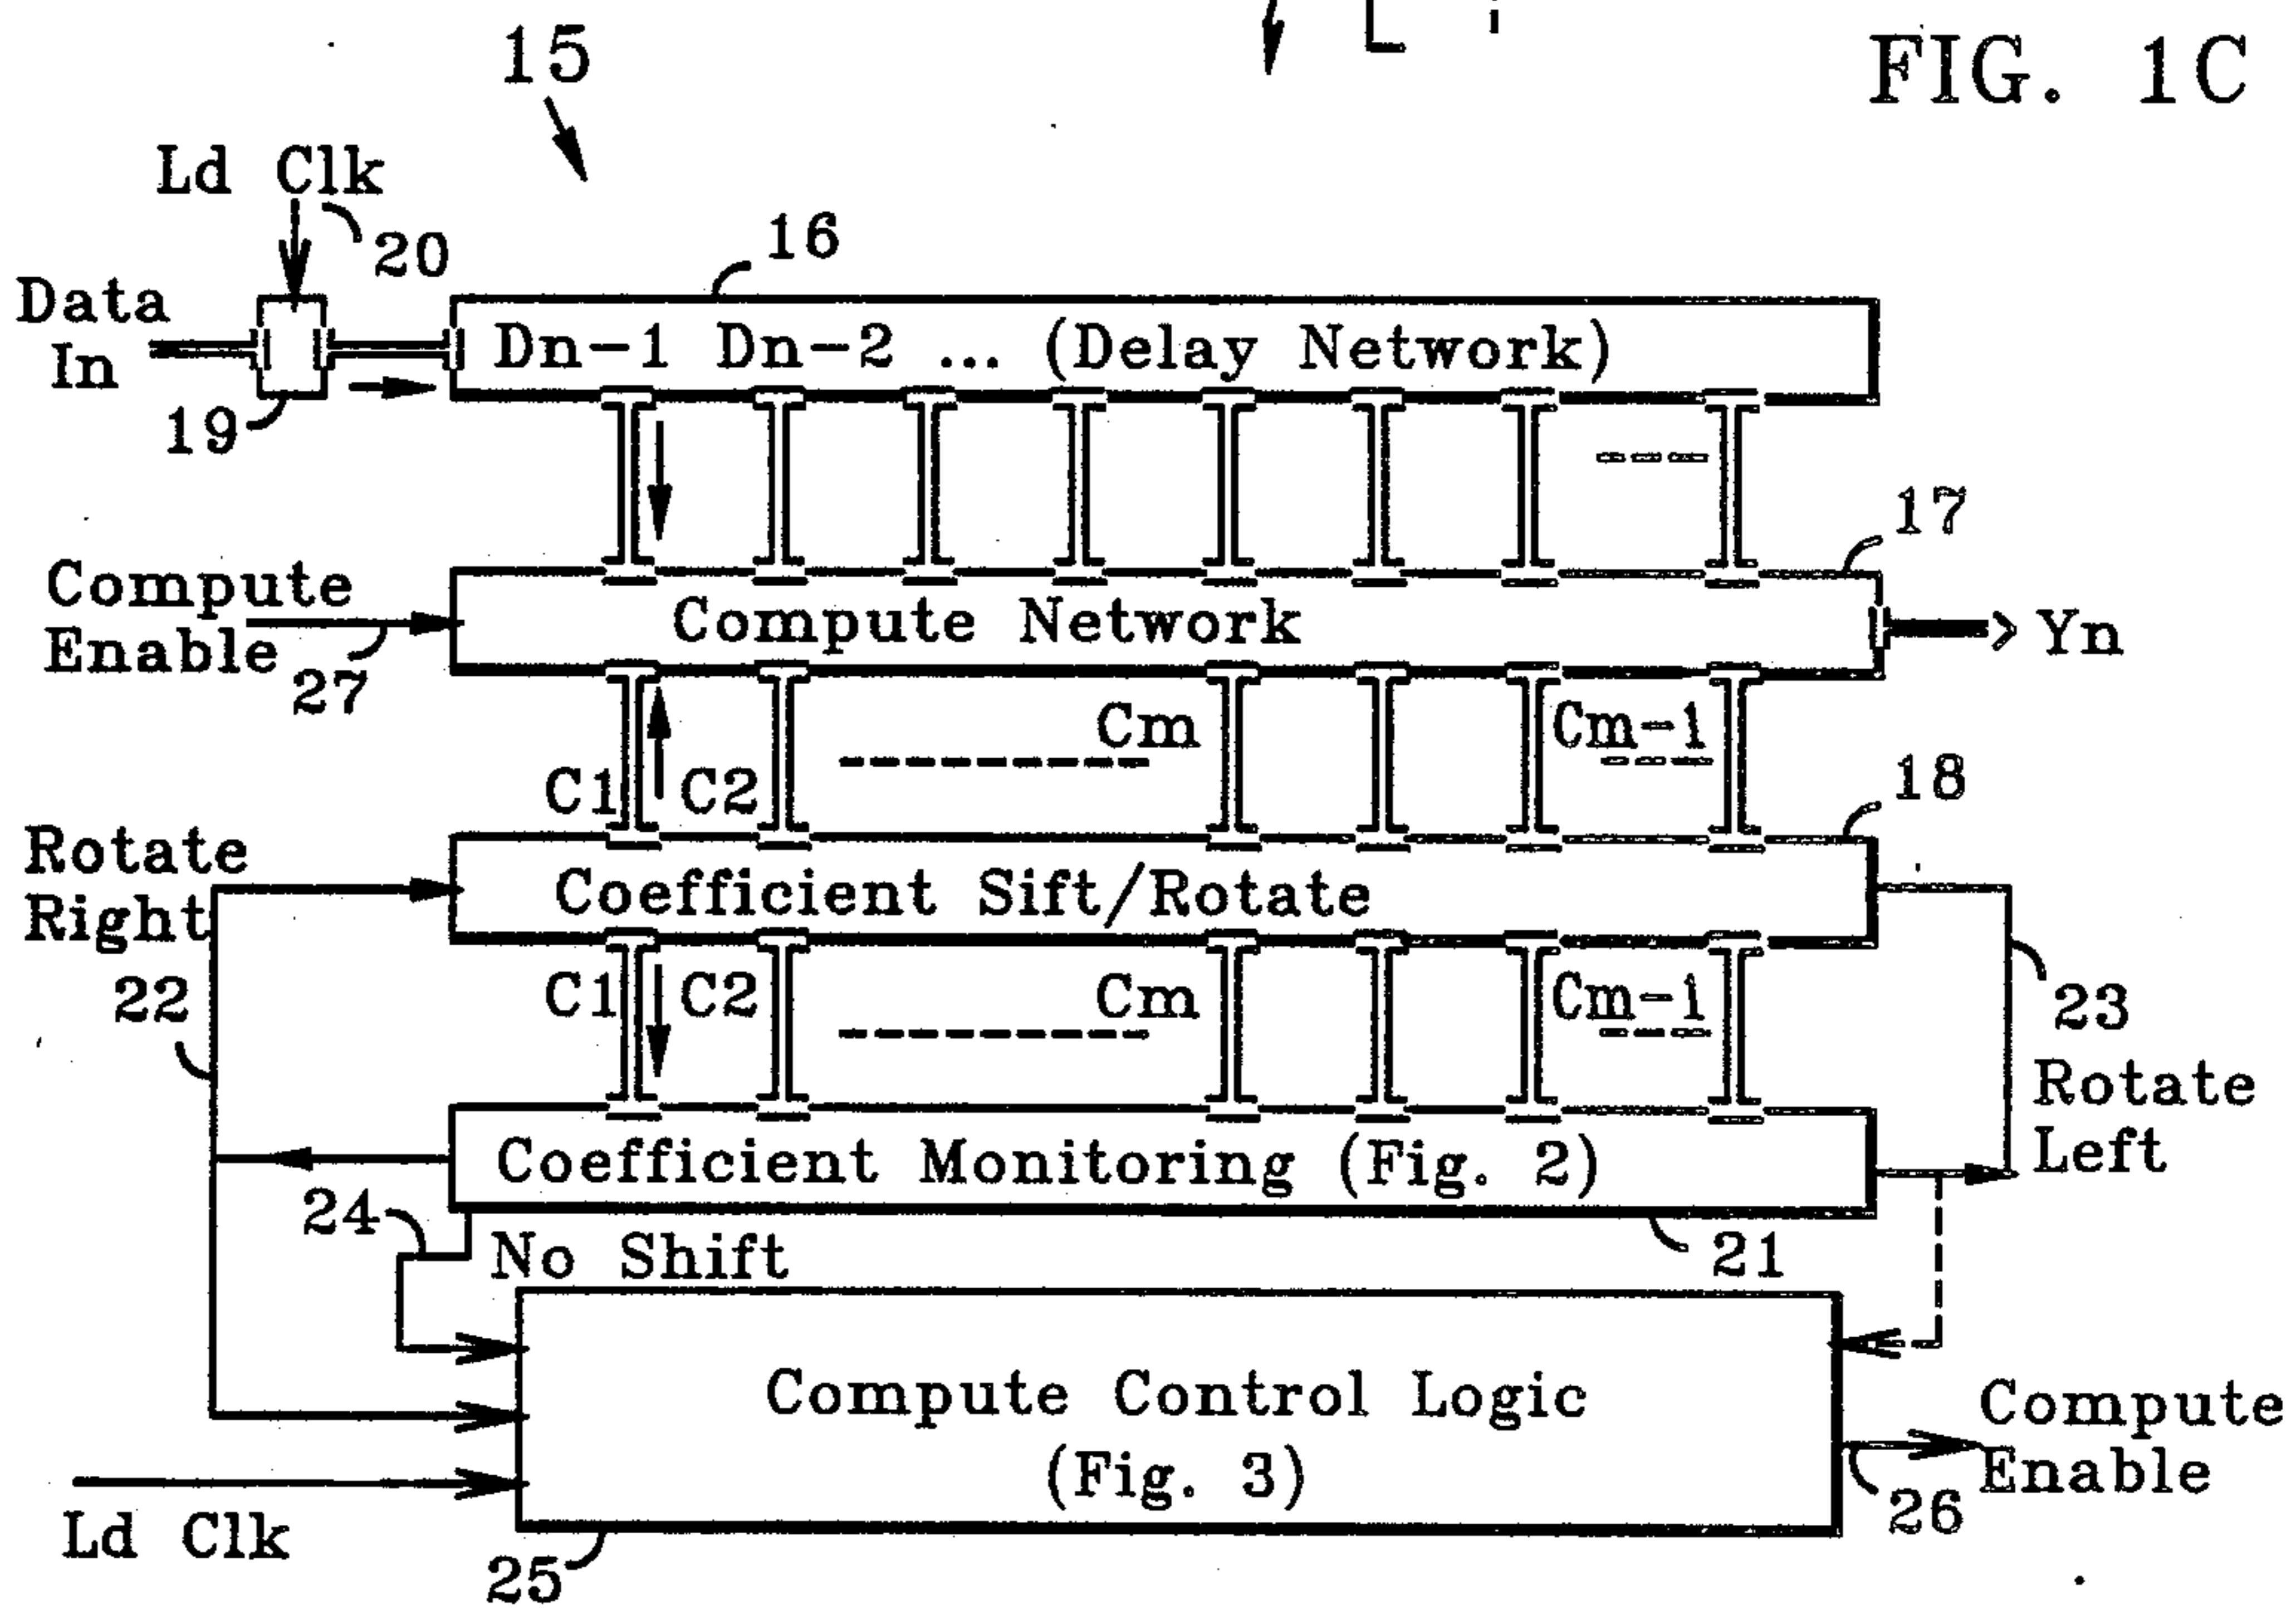 FIG. 1C
15
Ld Clk
20
16
Data
In
Dn-1 Dn-2 ... (Delay Network)
19
17
Compute
Enable
Compute Network
Yn
27
Cm
Cm-1
C1
C2
18
Rotate
Right
Coefficient Sift/Rotate
22
C1
C2
Cm
Cm-1
23
Rotate
Left
Coefficient Monitoring (Fig. 2)
24
No Shift
21
Compute Control Logic
(Fig. 3)
Compute
Enable
26
Ld Clk
25